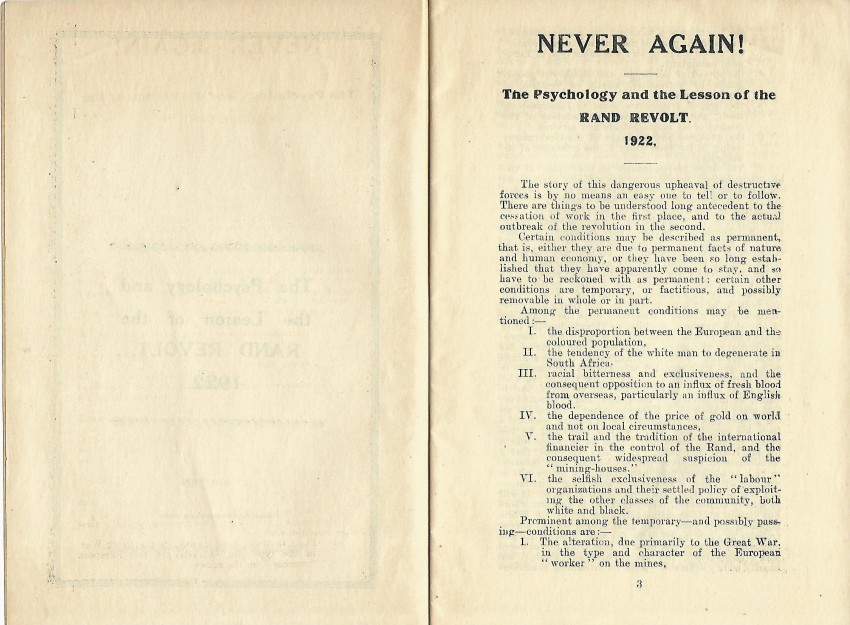 NEVER AGAIN!
The Psychology and the Lesson of the
RAND REVOLT.
1922.
The story of this dangerous upheaval of destructive
forces is by no means an easy one to tell or to follow.
There are things to be understood long antecedent to the
cessation of work in the first place, and to the actual
outbreak of the revolution in the second.
Certain conditions may be described as permanent,
that is, either they are due to permanent facts of nature
and human economy, or they have been so long estab-
lished that they have apparently come to stay, and so
have to be reckoned with as permanent: certain other
conditions are temporary, or factitious, and possibly
removable in whole or in part.
Among the permanent conditions may be men-
tioned:—
I. the disproportion between the European and the
coloured population,
II. the tendency of the white man to degenerate in
South Africa.
III. racial bitterness and exclusiveness, and the
consequent opposition to an influx of fresh blood
from overseas, particularly an influx of English
blood.
IV. the dependence of the price of gold on world
and not on local circumstances,
V. the trail and the tradition of the international
financier in the control of the Rand, and the
consequent widespread suspicion of the
"mining-houses."
VI. the selfish exclusiveness of the "labour"
organizations and their settled policy of exploit-
ing the other classes of the community, both
white and black.
Prominent among the temporary—and possibly pass-
ing—conditions are:—
I. The alteration, due primarily to the Great War,
in the type and character of the European
"worker" on the mines,
3
The Psychology and
the Lesson of the
RAND REVOLT.
1922